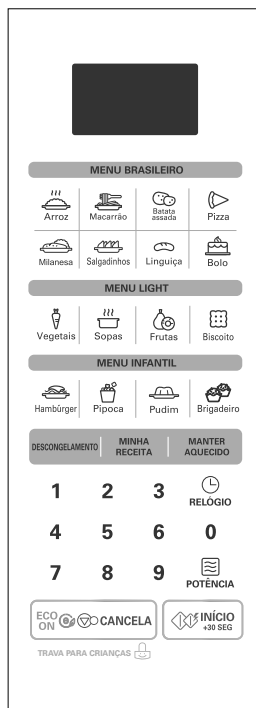 MENU BRASILEIRO
Arroz Macarrão Batata assada Pizza
Milanesa Salgadinhos Linguiça Bolo
MENU LIGHT
Vegetais Sopas Frutas Biscoito
MENU INFANTIL
Hambúrger Pipoca Pudim Brigadeiro
DESCONGELAMENTO MINHA RECEITA MANTER AQUECIDO
1 2 3 RELÓGIO
4 5 6 0
7 8 9 POTÊNCIA
ECO ON CANCELA INÍCIO +30 SEG
TRAVA PARA CRIANÇAS